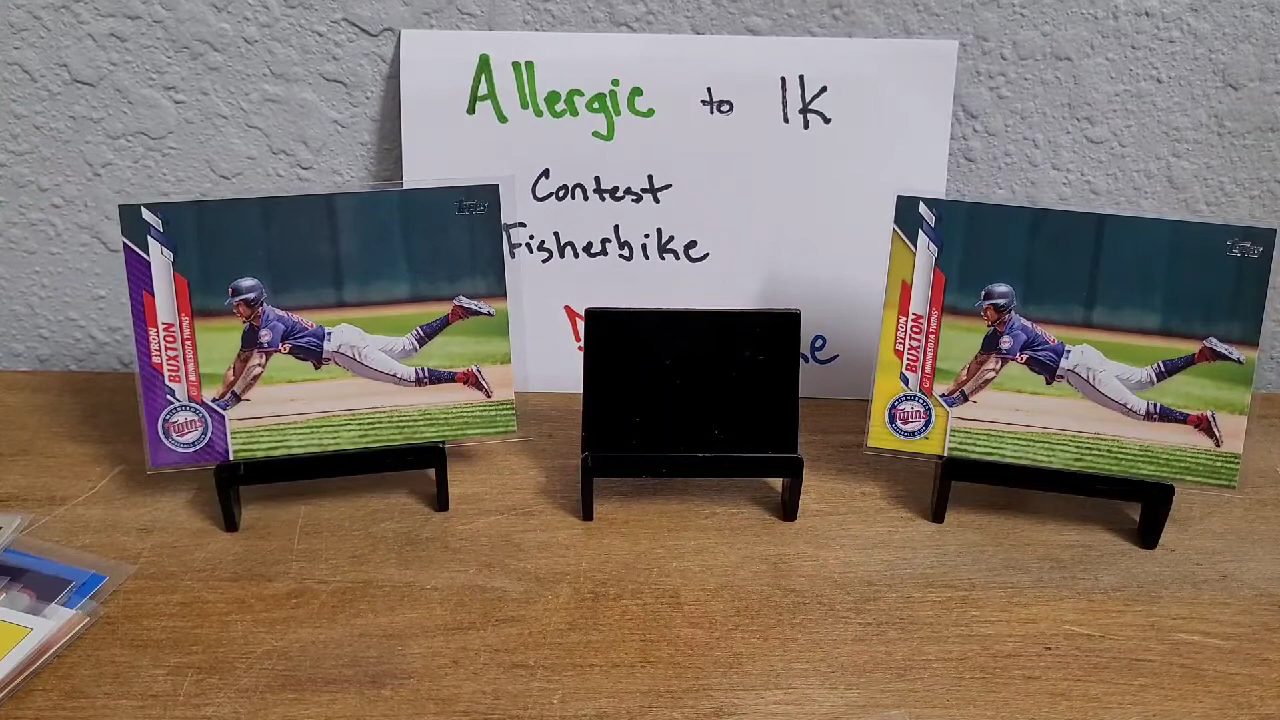 Allergic to 1K
Contest
Fisherbike
Topps
BYRON
BUXTON
CF | MINNESOTA TWINS
Twins
Topps
BYRON
BUXTON
CF | MINNESOTA TWINS
Twins